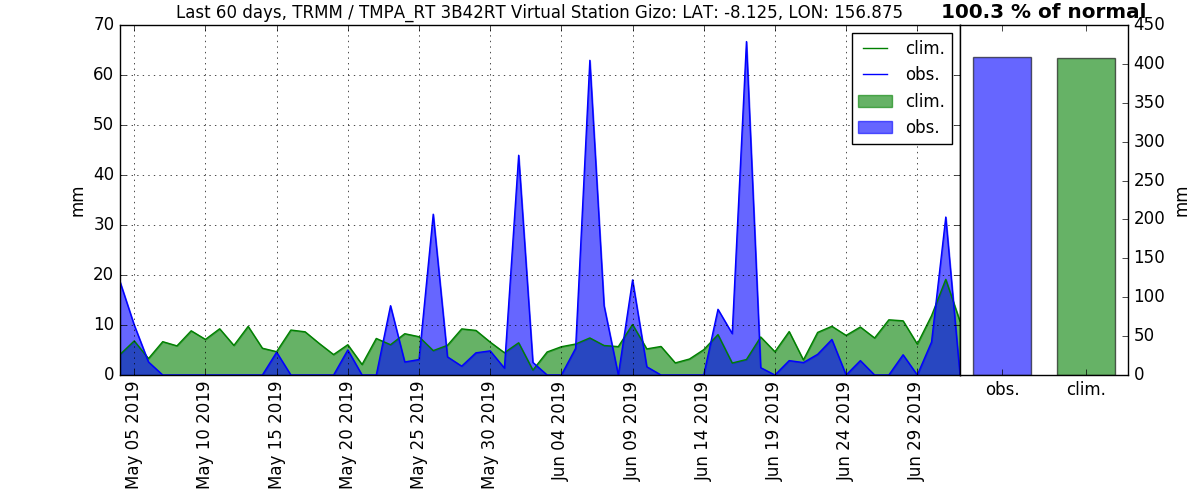 Last 60 days, TRMM / TMPA_RT 3B42RT Virtual Station Gizo: LAT: -8.125, LON: 156.875
100.3 % of normal
70
60
50
40
30
20
10
0
mm
clim.
obs.
clim.
obs.
May 05 2019
May 10 2019
May 15 2019
May 20 2019
May 25 2019
May 30 2019
Jun 04 2019
Jun 09 2019
Jun 14 2019
Jun 19 2019
Jun 24 2019
Jun 29 2019
450
400
350
300
250
200
150
100
50
0
mm
obs.
clim.